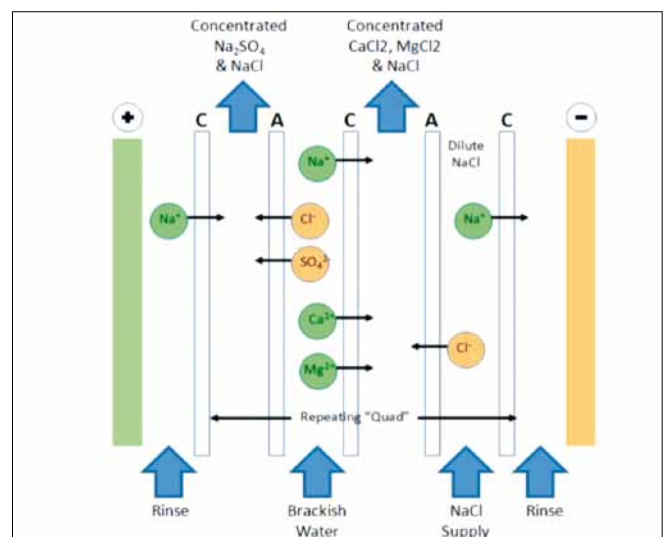 Concentrated
Na₂SO₄
& NaCl
Concentrated
CaCl2, MgCl2
& NaCl
+
C
A
C
A
C
−
Dilute
NaCl
Na⁺
Na⁺
Cl⁻
Na⁺
SO₄²⁻
Ca²⁺
Cl⁻
Mg²⁺
Repeating "Quad"
Rinse
Brackish
Water
NaCl
Supply
Rinse